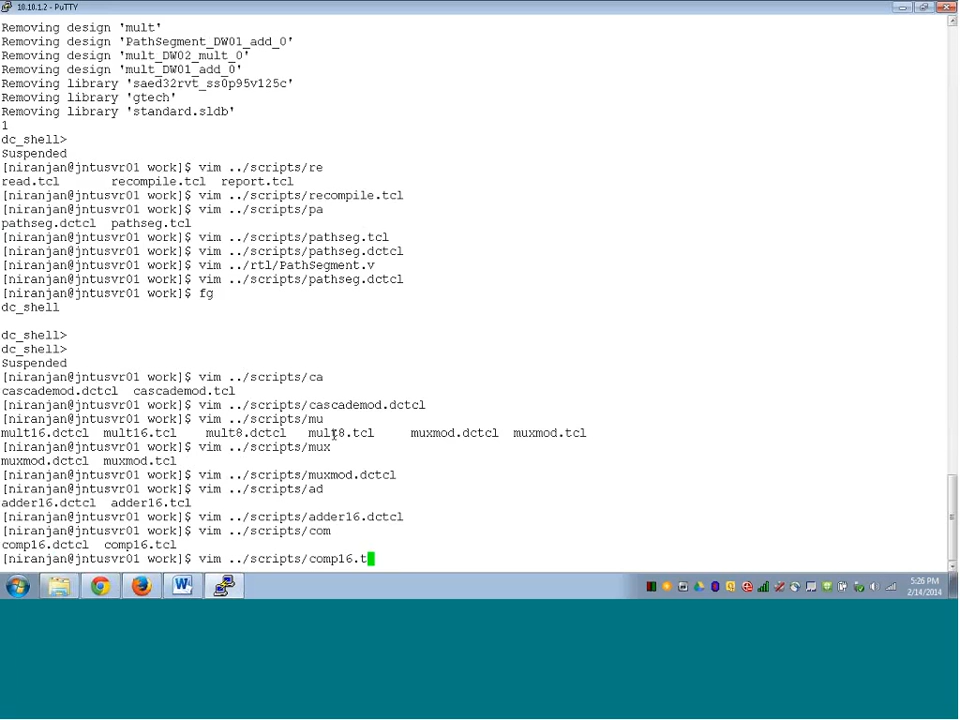 10.10.1.2 - PuTTY
Removing design 'mult'
Removing design 'PathSegment_DW01_add_0'
Removing design 'mult_DW02_mult_0'
Removing design 'mult_DW01_add_0'
Removing library 'saed32rvt_ss0p95v125c'
Removing library 'gtech'
Removing library 'standard.sldb'
1
dc_shell>
Suspended
[niranjan@jntusvr01 work]$ vim ../scripts/re
read.tcl recompile.tcl report.tcl
[niranjan@jntusvr01 work]$ vim ../scripts/recompile.tcl
[niranjan@jntusvr01 work]$ vim ../scripts/pa
pathseg.dctcl pathseg.tcl
[niranjan@jntusvr01 work]$ vim ../scripts/pathseg.tcl
[niranjan@jntusvr01 work]$ vim ../scripts/pathseg.dctcl
[niranjan@jntusvr01 work]$ vim ../rtl/PathSegment.v
[niranjan@jntusvr01 work]$ vim ../scripts/pathseg.dctcl
[niranjan@jntusvr01 work]$ fg
dc_shell
dc_shell>
dc_shell>
Suspended
[niranjan@jntusvr01 work]$ vim ../scripts/ca
cascademod.dctcl cascademod.tcl
[niranjan@jntusvr01 work]$ vim ../scripts/cascademod.dctcl
[niranjan@jntusvr01 work]$ vim ../scripts/mu
mult16.dctcl mult16.tcl mult8.dctcl mult8.tcl muxmod.dctcl muxmod.tcl
[niranjan@jntusvr01 work]$ vim ../scripts/mux
muxmod.dctcl muxmod.tcl
[niranjan@jntusvr01 work]$ vim ../scripts/muxmod.dctcl
[niranjan@jntusvr01 work]$ vim ../scripts/ad
adder16.dctcl adder16.tcl
[niranjan@jntusvr01 work]$ vim ../scripts/adder16.dctcl
[niranjan@jntusvr01 work]$ vim ../scripts/com
comp16.dctcl comp16.tcl
[niranjan@jntusvr01 work]$ vim ../scripts/comp16.t
5:26 PM
2/14/2014